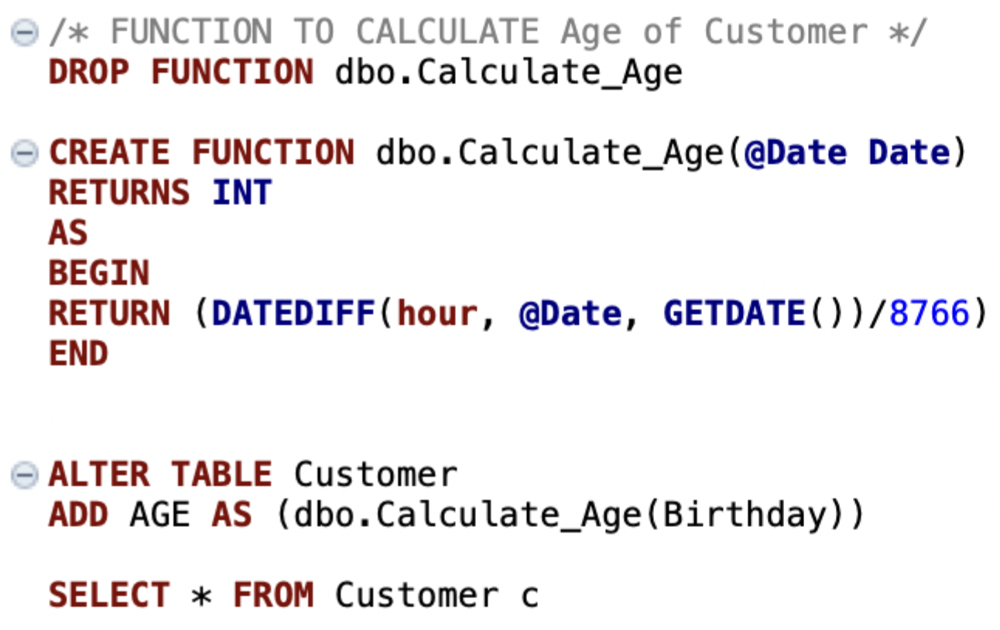 /* FUNCTION TO CALCULATE Age of Customer */
DROP FUNCTION dbo.Calculate_Age
CREATE FUNCTION dbo.Calculate_Age(@Date Date)
RETURNS INT
AS
BEGIN
RETURN (DATEDIFF(hour, @Date, GETDATE())/8766)
END
ALTER TABLE Customer
ADD AGE AS (dbo.Calculate_Age(Birthday))
SELECT * FROM Customer c